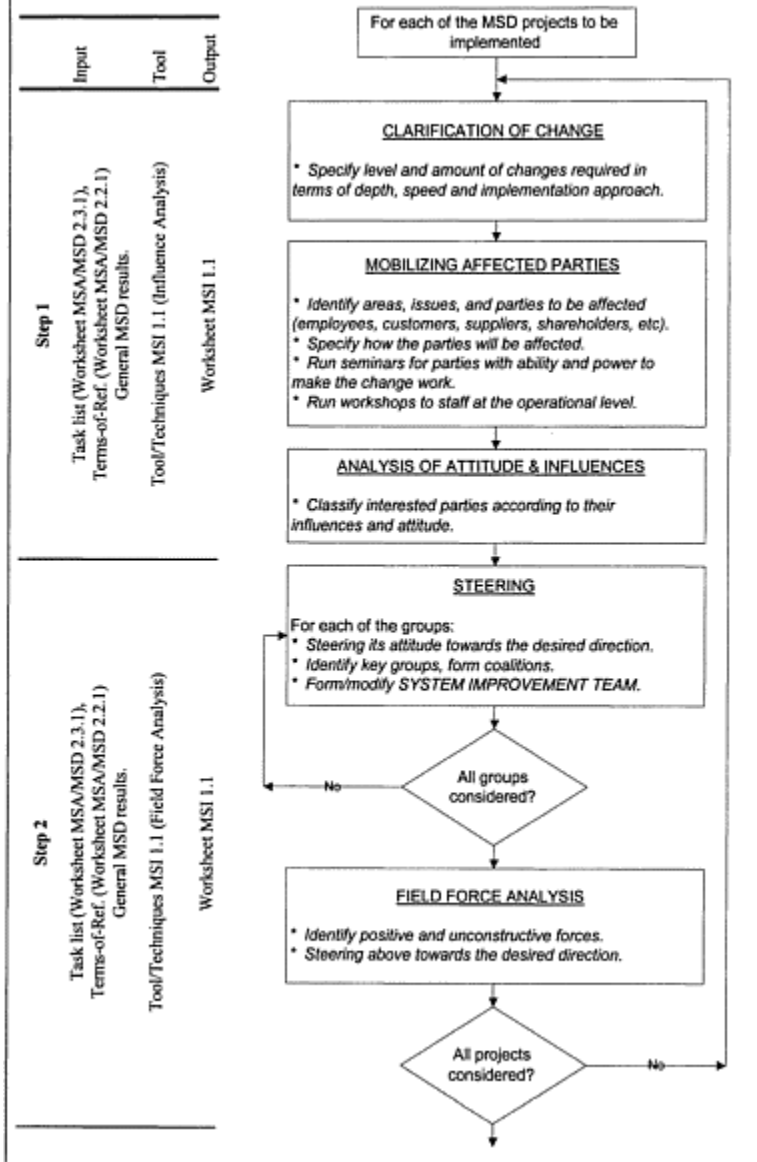 Input
Tool
Output
Step 1
Task list (Worksheet MSA/MSD 2.3.1),
Terms-of-Ref. (Worksheet MSA/MSD 2.2.1)
General MSD results.
Tool/Techniques MSI 1.1 (Influence Analysis)
Worksheet MSI 1.1
Step 2
Task list (Worksheet MSA/MSD 2.3.1),
Terms-of-Ref. (Worksheet MSA/MSD 2.2.1)
General MSD results.
Tool/Techniques MSI 1.1 (Field Force Analysis)
Worksheet MSI 1.1
For each of the MSD projects to be
implemented
CLARIFICATION OF CHANGE
* Specify level and amount of changes required in
terms of depth, speed and implementation approach.
MOBILIZING AFFECTED PARTIES
* Identify areas, issues, and parties to be affected
(employees, customers, suppliers, shareholders, etc).
* Specify how the parties will be affected.
* Run seminars for parties with ability and power to
make the change work.
* Run workshops to staff at the operational level.
ANALYSIS OF ATTITUDE & INFLUENCES
* Classify interested parties according to their
influences and attitude.
STEERING
For each of the groups:
* Steering its attitude towards the desired direction.
* Identify key groups, form coalitions.
* Form/modify SYSTEM IMPROVEMENT TEAM.
No
All groups
considered?
FIELD FORCE ANALYSIS
* Identify positive and unconstructive forces.
* Steering above towards the desired direction.
All projects
considered?
No